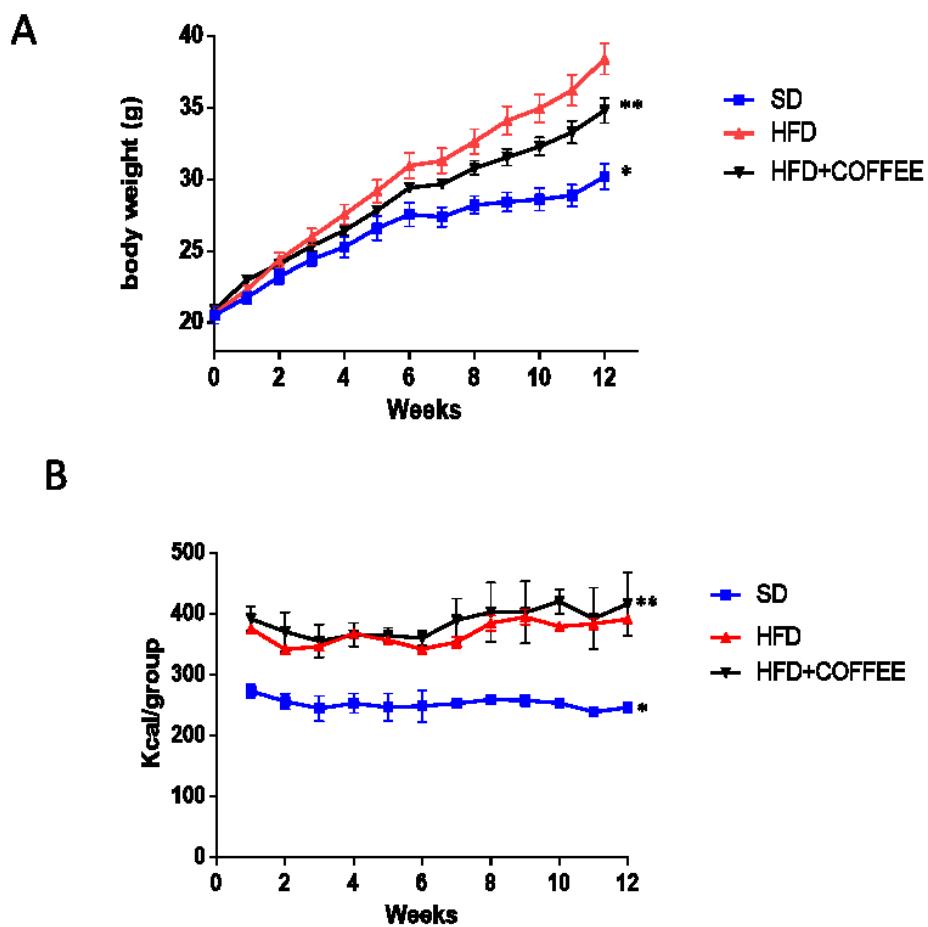 A
body weight (g)
40
35
30
25
20
0 2 4 6 8 10 12
Weeks
**
*
SD
HFD
HFD+COFFEE
B
Kcal/group
500
400
300
200
100
0
0 2 4 6 8 10 12
Weeks
**
*
SD
HFD
HFD+COFFEE